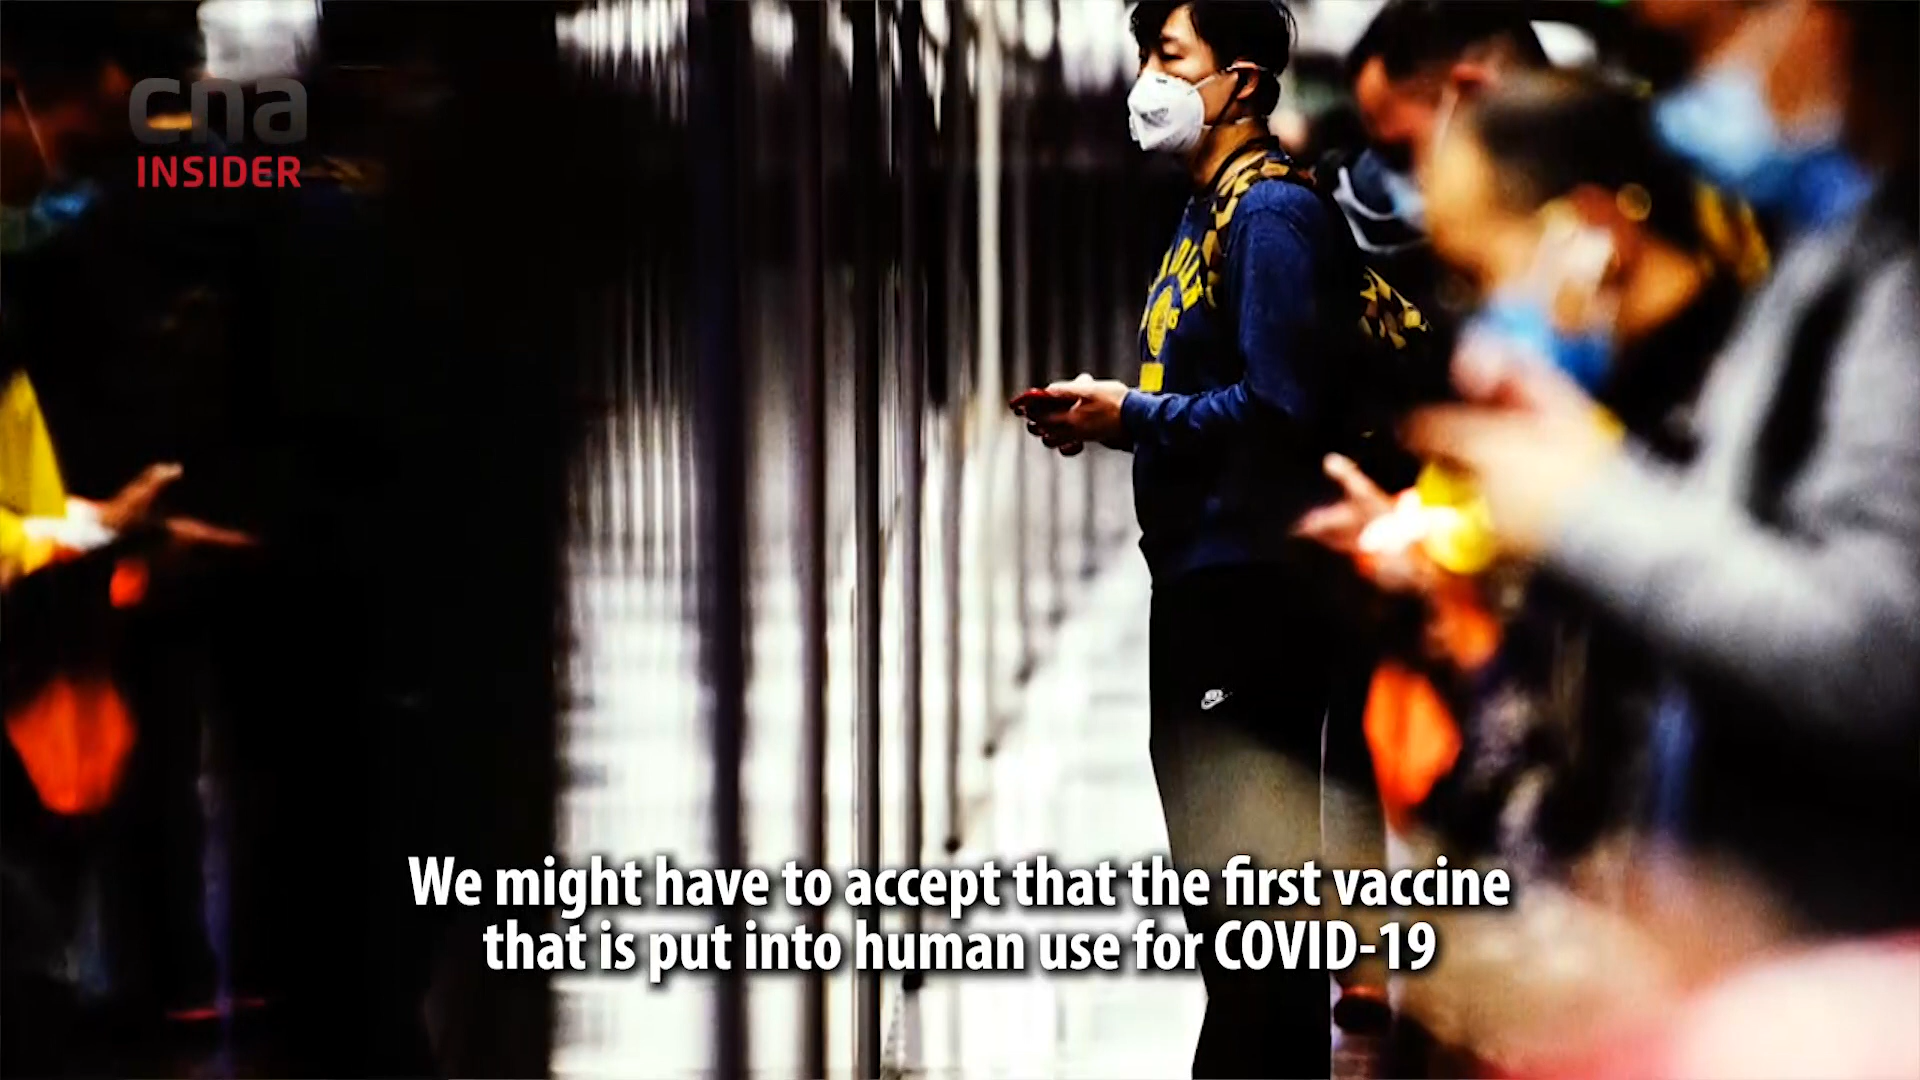 cna
INSIDER
We might have to accept that the first vaccine
that is put into human use for COVID-19